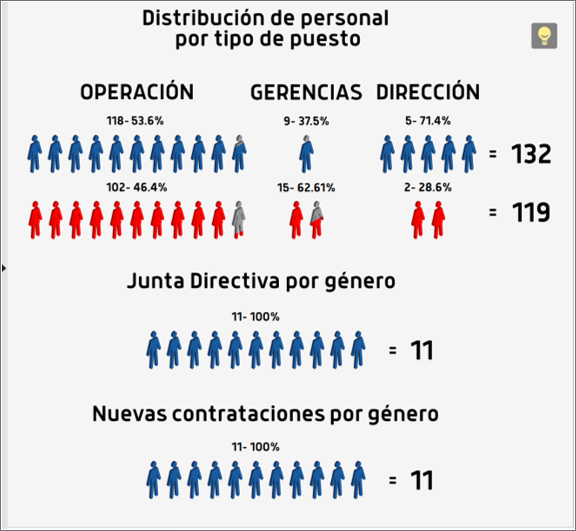 Distribución de personal
por tipo de puesto
OPERACIÓN GERENCIAS DIRECCIÓN
118- 53.6% 9- 37.5% 5- 71.4%
= 132
102- 46.4% 15- 62.61% 2- 28.6%
= 119
Junta Directiva por género
11- 100%
= 11
Nuevas contrataciones por género
11- 100%
= 11